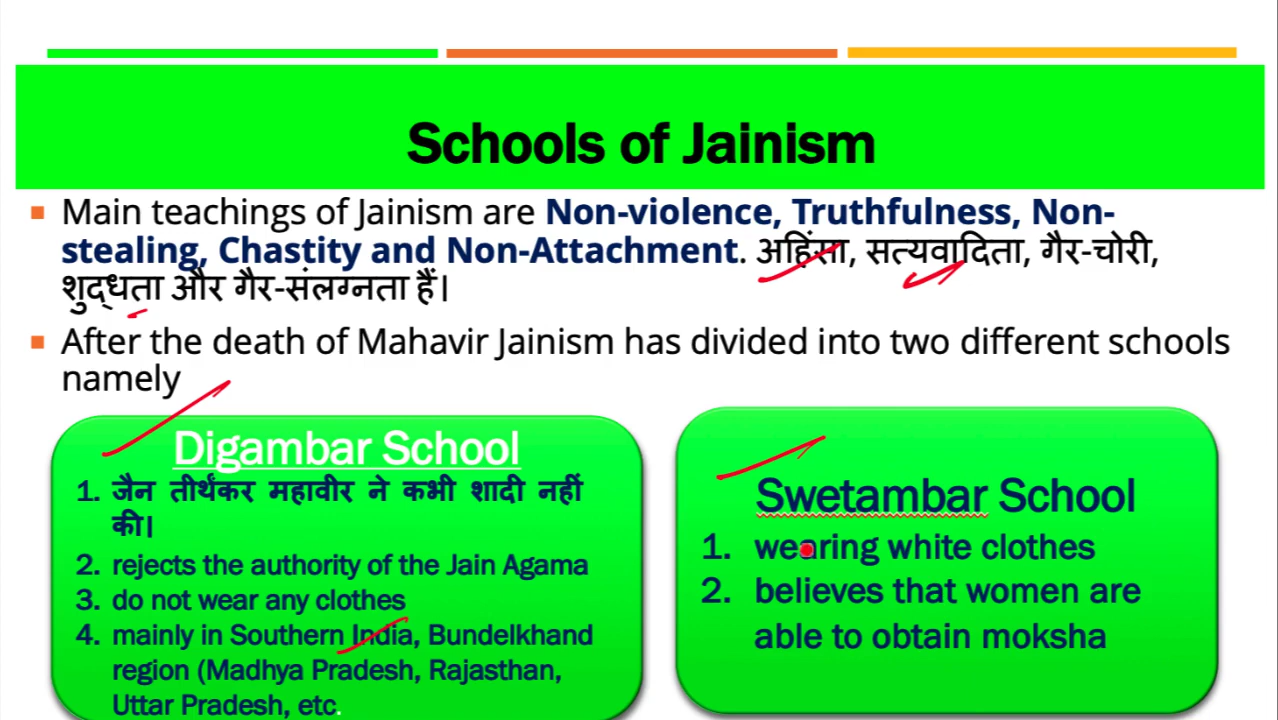 Schools of Jainism
Main teachings of Jainism are Non-violence, Truthfulness, Non-
stealing, Chastity and Non-Attachment. अहिंसा, सत्यवादिता, गैर-चोरी,
शुद्धता और गैर-संलग्नता हैं।
After the death of Mahavir Jainism has divided into two different schools
namely
Digambar School
1. जैन तीर्थंकर महावीर ने कभी शादी नहीं
की।
2. rejects the authority of the Jain Agama
3. do not wear any clothes
4. mainly in Southern India, Bundelkhand
region (Madhya Pradesh, Rajasthan,
Uttar Pradesh, etc.
Swetambar School
1. wearing white clothes
2. believes that women are
able to obtain moksha